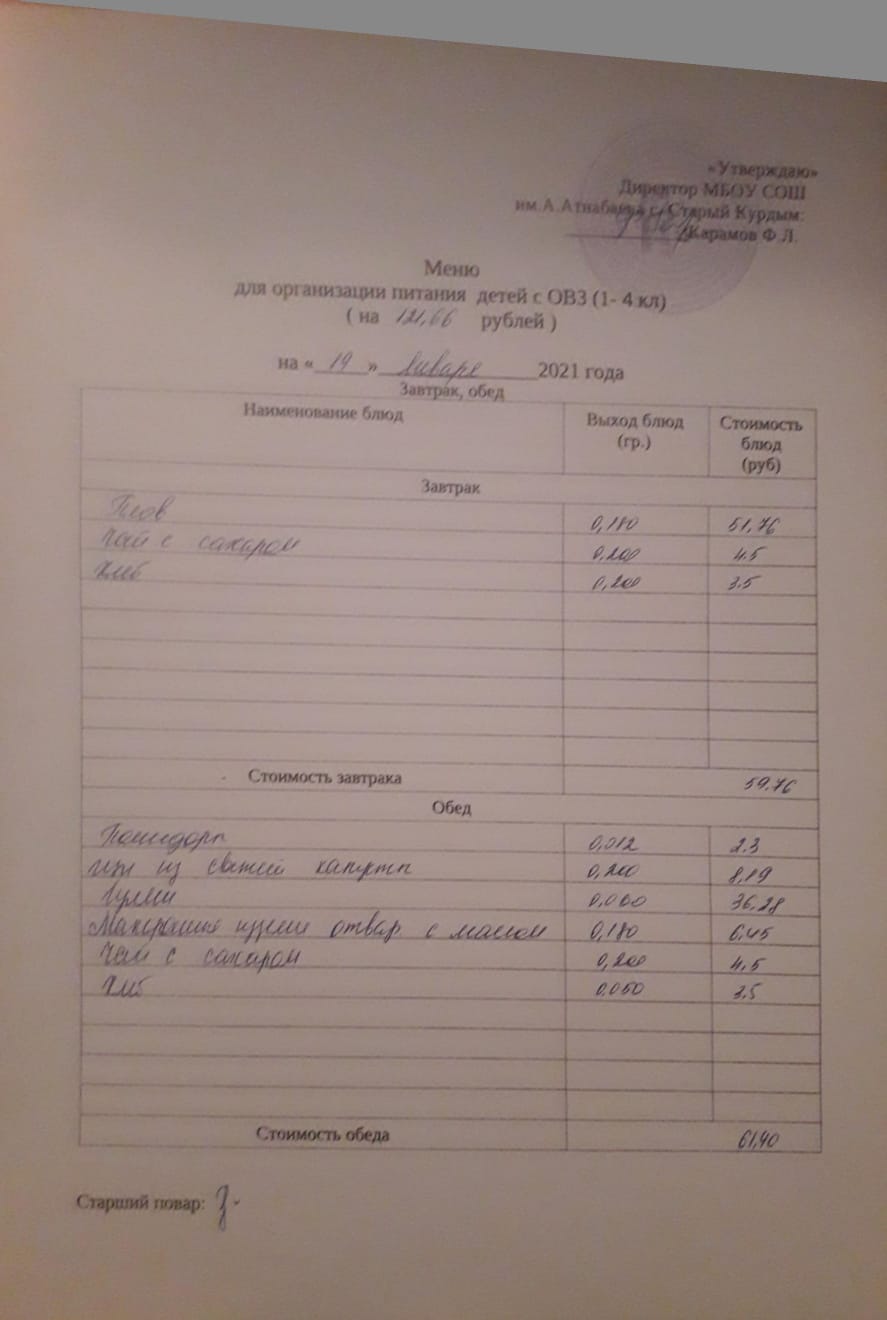 «Утверждаю»
Директор МБОУ СОШ
им.А.Атнабаева с. Старый Курдым:
Карамов Ф.Л.
Меню
для организации питания детей с ОВЗ (1- 4 кл)
( на 121,66 рублей )
на « 19 » января 2021 года
Завтрак, обед
Наименование блюд Выход блюд (гр.) Стоимость блюд (руб)
Завтрак
Плов 0,180 51,76
Чай с сахаром 0,200 4.5
Хлеб 0,200 3.5
Стоимость завтрака 59.76
Обед
Помидоры 0,012 2.3
Щи из свежей капусты 0,200 8,19
Гуляш 0,060 36,28
Макаронные изделия отвар. с маслом 0,180 6,45
Чай с сахаром 0,200 4.5
Хлеб 0.050 3.5
Стоимость обеда 61,90
Старший повар: